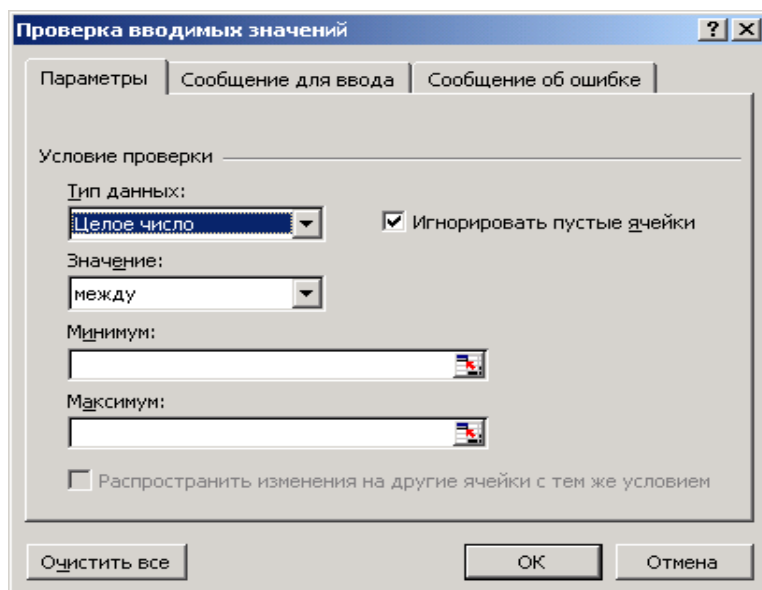 Проверка вводимых значений
Параметры Сообщение для ввода Сообщение об ошибке
Условие проверки
Тип данных:
Целое число Игнорировать пустые ячейки
Значение:
между
Минимум:
Максимум:
Распространить изменения на другие ячейки с тем же условием
Очистить все ОК Отмена